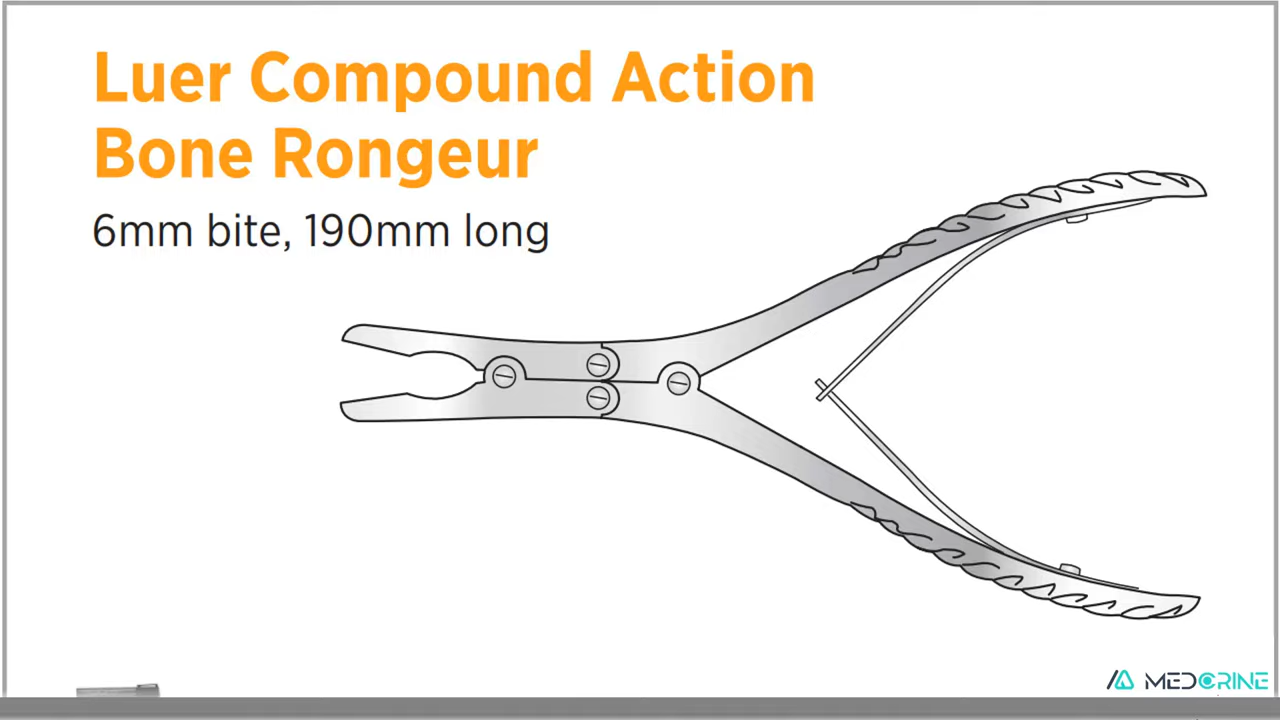 Luer Compound Action
Bone Rongeur
6mm bite, 190mm long
MEDCRINE